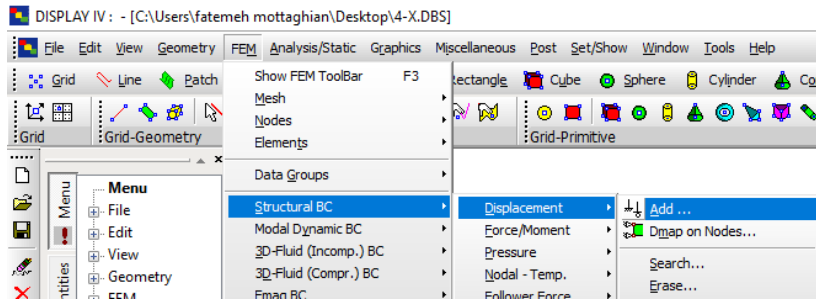 DISPLAY IV : - [C:\Users\fatemeh mottaghian\Desktop\4-X.DBS]
File Edit View Geometry FEM Analysis/Static Graphics Miscellaneous Post Set/Show Window Tools Help
Grid Line Patch Rectangle Cube Sphere Cylinder
Show FEM ToolBar F3
Mesh
Nodes
Elements
Data Groups
Structural BC
Modal Dynamic BC
3D-Fluid (Incomp.) BC
3D-Fluid (Compr.) BC
Emag BC
Grid Grid-Geometry Grid-Primitive
Menu
Menu
File
Edit
View
Geometry
FEM
Displacement
Force/Moment
Pressure
Nodal - Temp.
Follower Force
Add ...
Dmap on Nodes...
Search...
Erase...